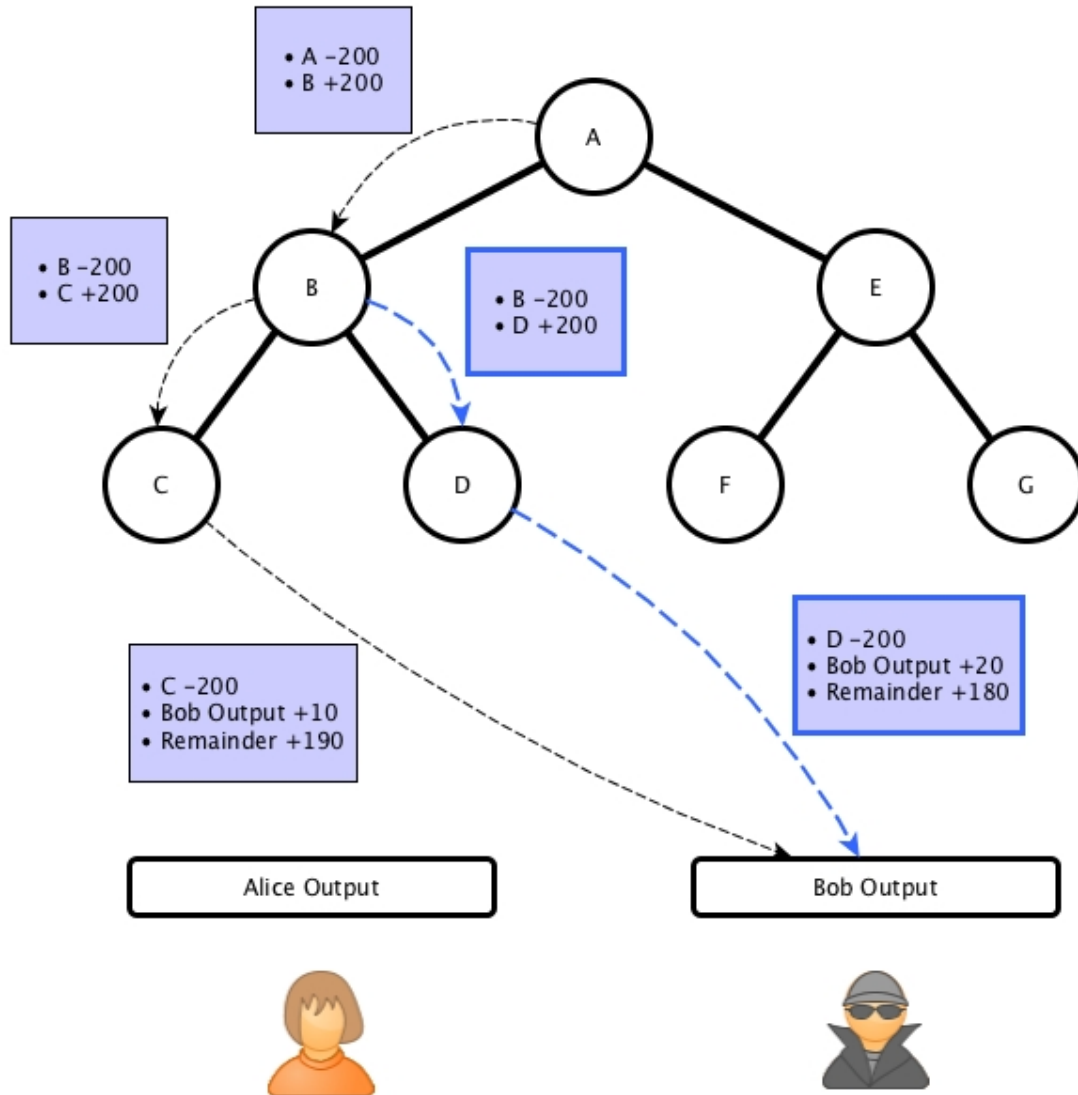 • A −200
• B +200
A
• B −200
• C +200
B
• B −200
• D +200
E
C
D
F
G
• C −200
• Bob Output +10
• Remainder +190
• D −200
• Bob Output +20
• Remainder +180
Alice Output
Bob Output